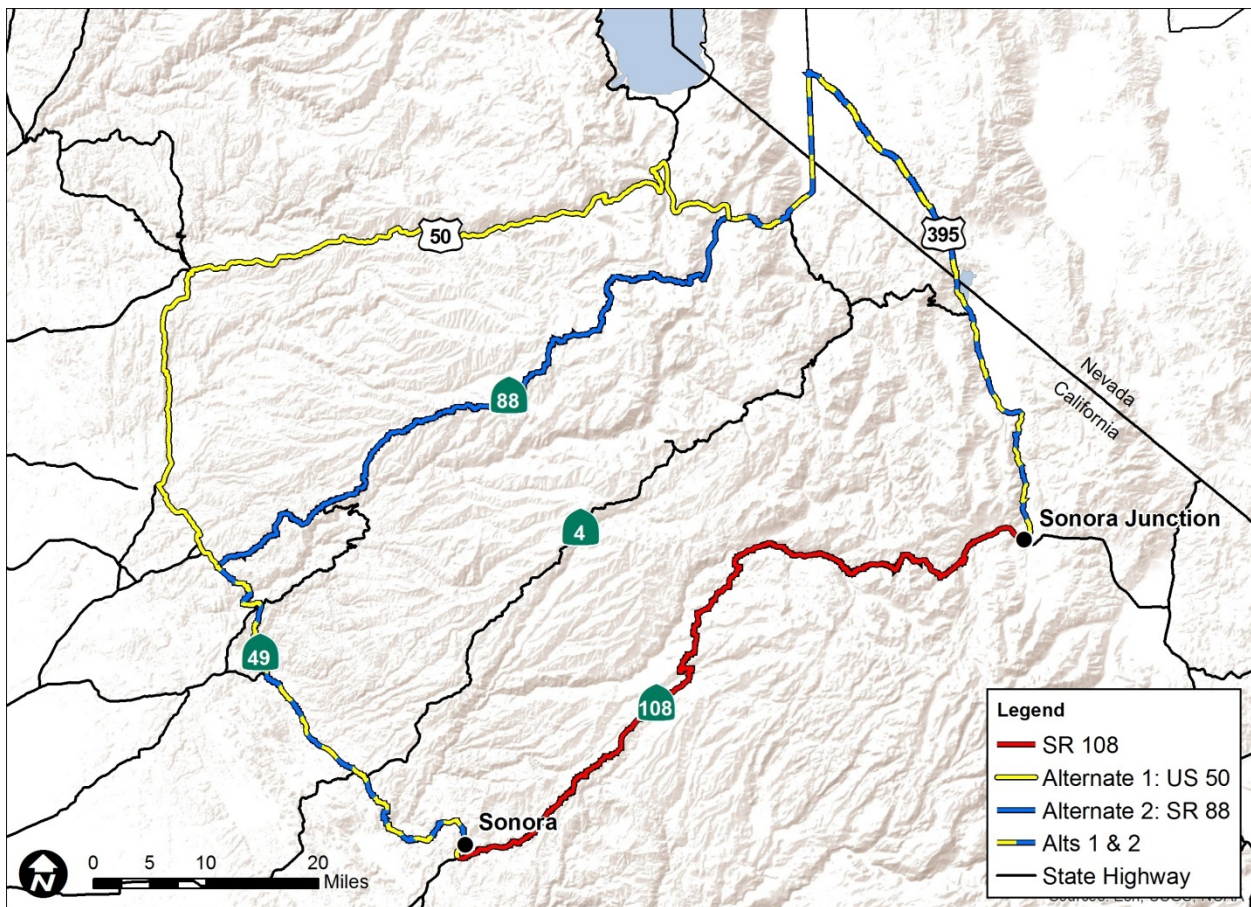 50
395
88
Nevada
California
4
Sonora Junction
49
108
Sonora
Legend
SR 108
Alternate 1: US 50
Alternate 2: SR 88
Alts 1 & 2
State Highway
N
0 5 10 20
Miles